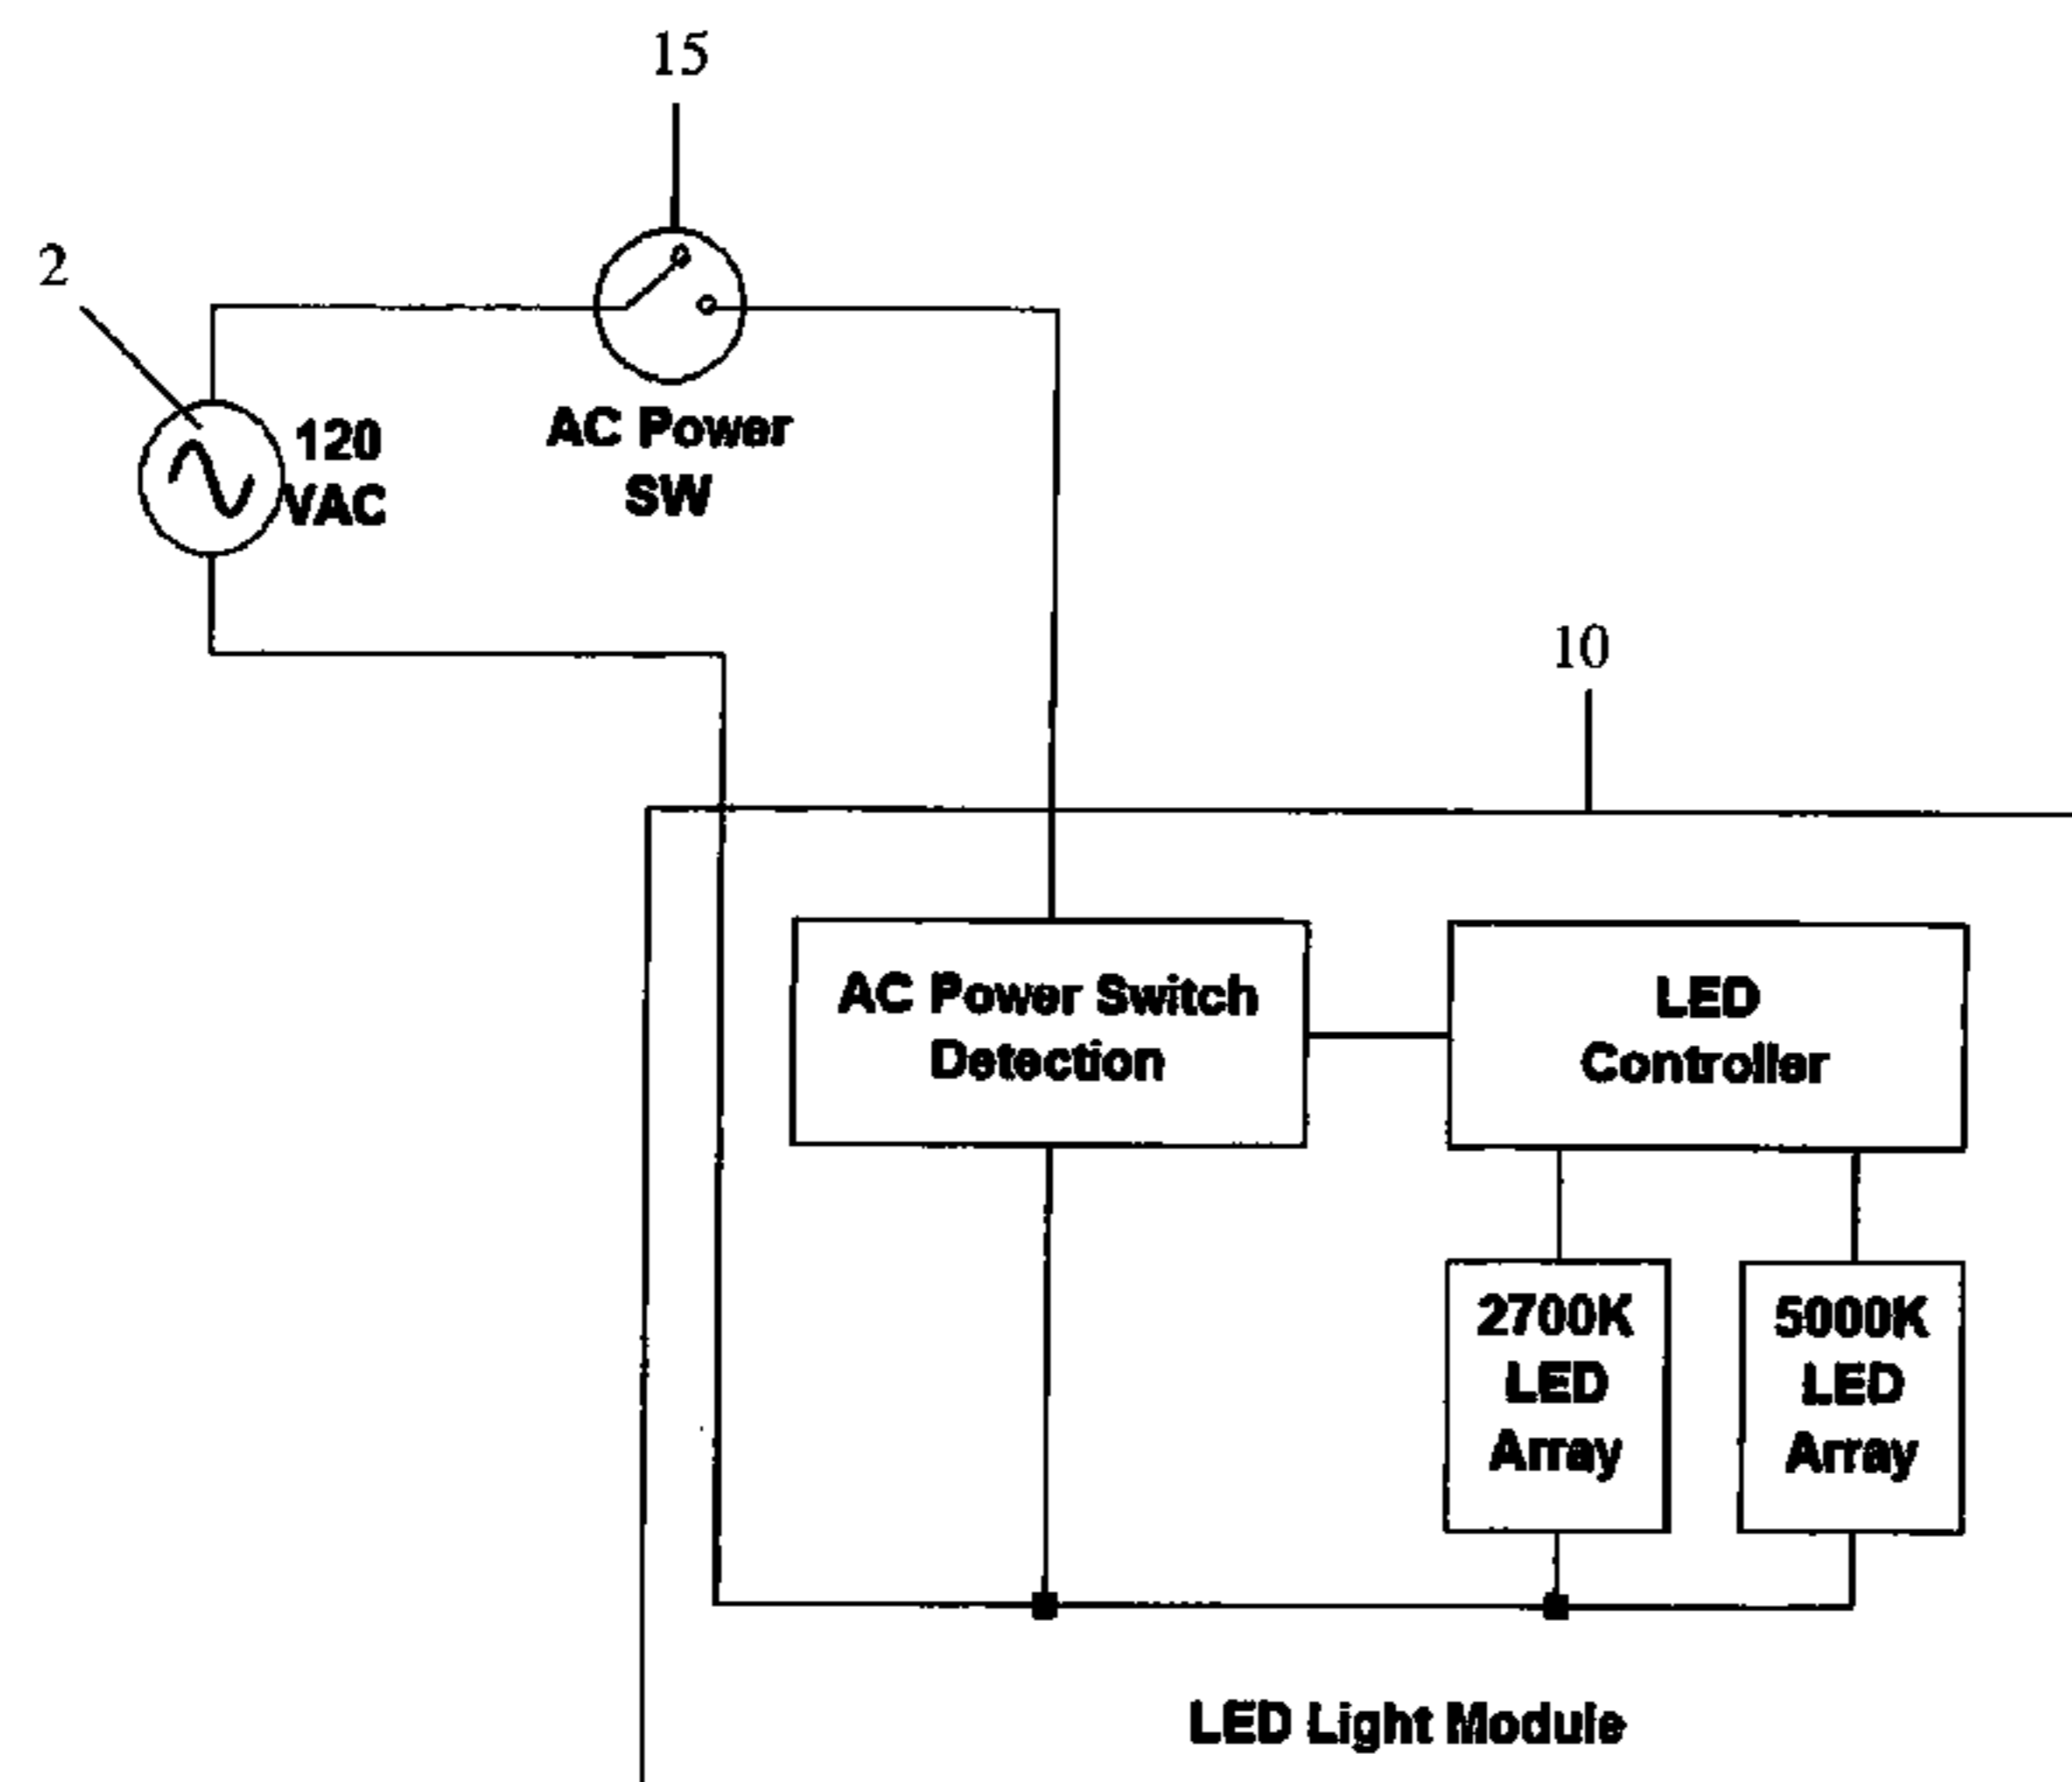 15
2
120
VAC
AC Power
SW
10
AC Power Switch
Detection
LED
Controller
2700K
LED
Array
5000K
LED
Array
LED Light Module